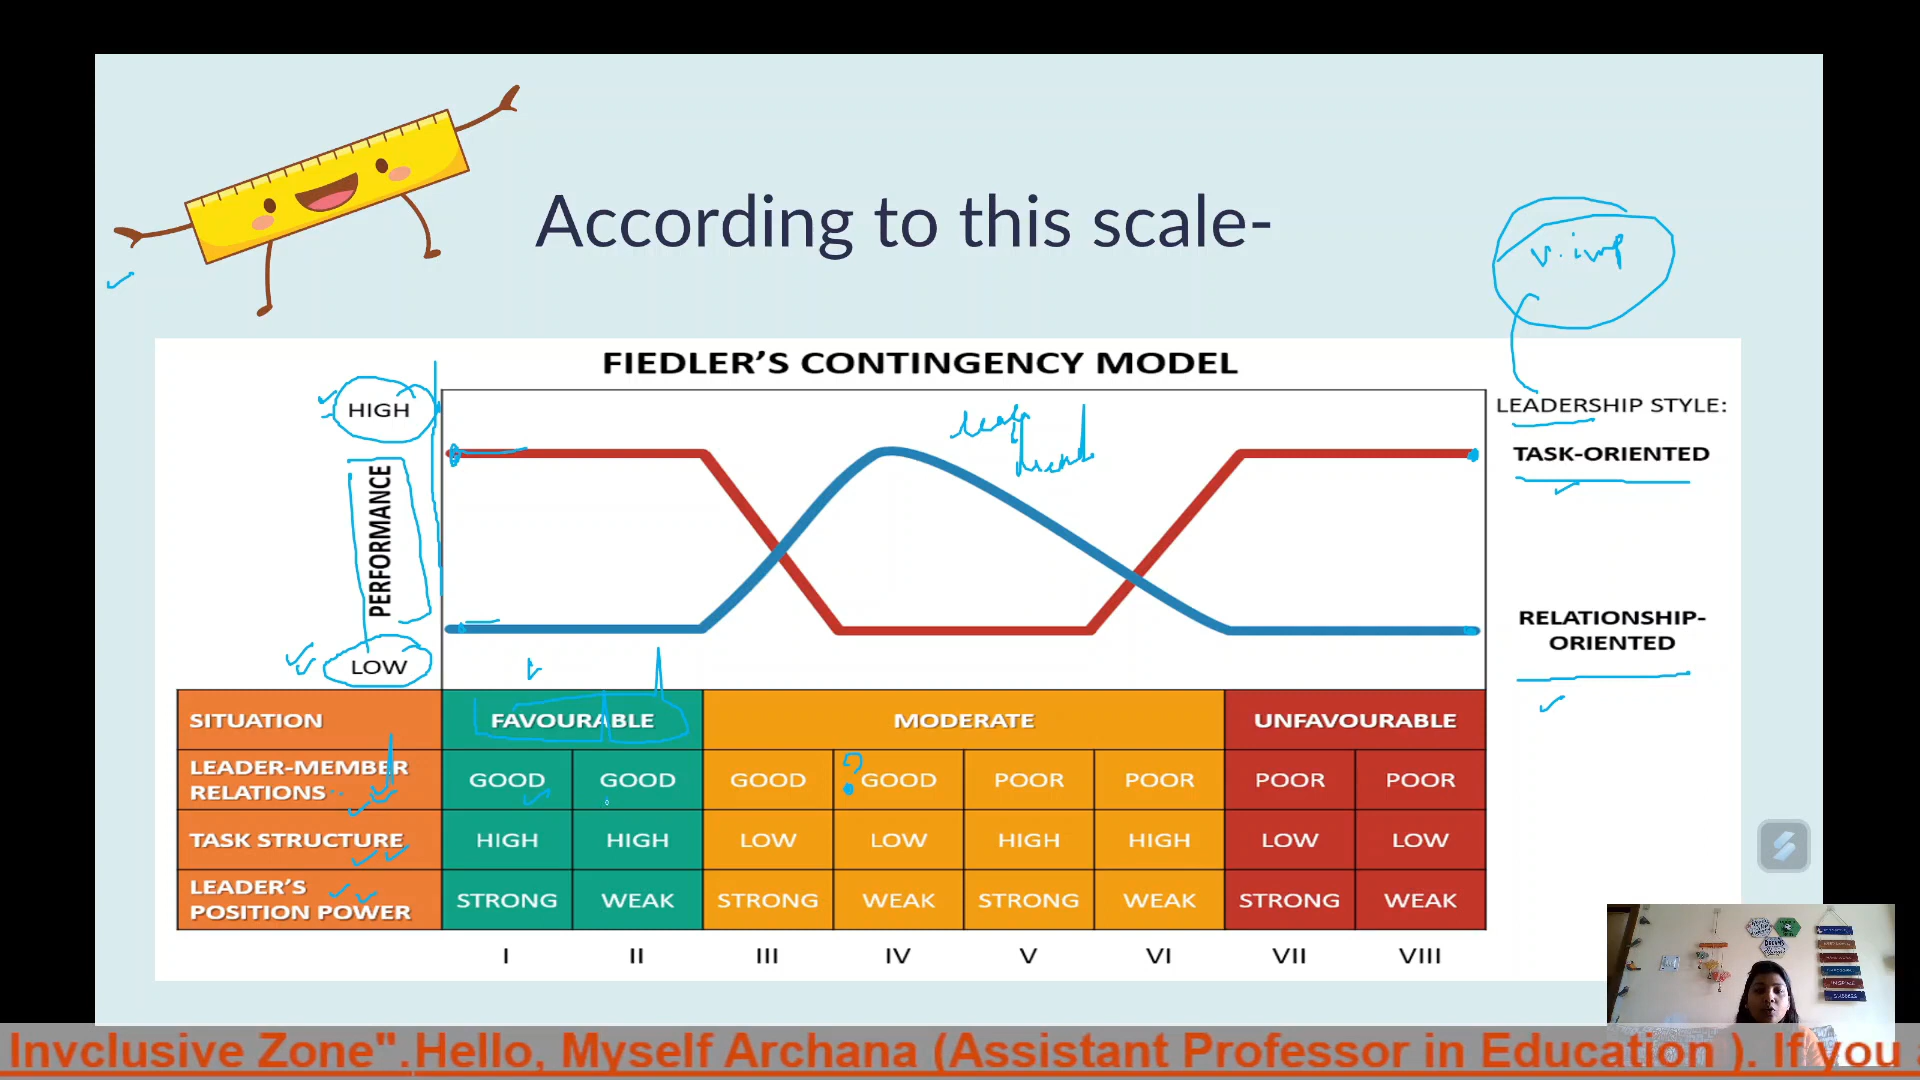 According to this scale-
v. imp
FIEDLER'S CONTINGENCY MODEL
HIGH
PERFORMANCE
LOW
LEADERSHIP STYLE:
TASK-ORIENTED
RELATIONSHIP-
ORIENTED
SITUATION FAVOURABLE MODERATE UNFAVOURABLE
LEADER-MEMBER
RELATIONS GOOD GOOD GOOD ? GOOD POOR POOR POOR POOR
TASK STRUCTURE HIGH HIGH LOW LOW HIGH HIGH LOW LOW
LEADER'S
POSITION POWER STRONG WEAK STRONG WEAK STRONG WEAK STRONG WEAK
I II III IV V VI VII VIII
Invclusive Zone".Hello, Myself Archana (Assistant Professor in Education ). If you